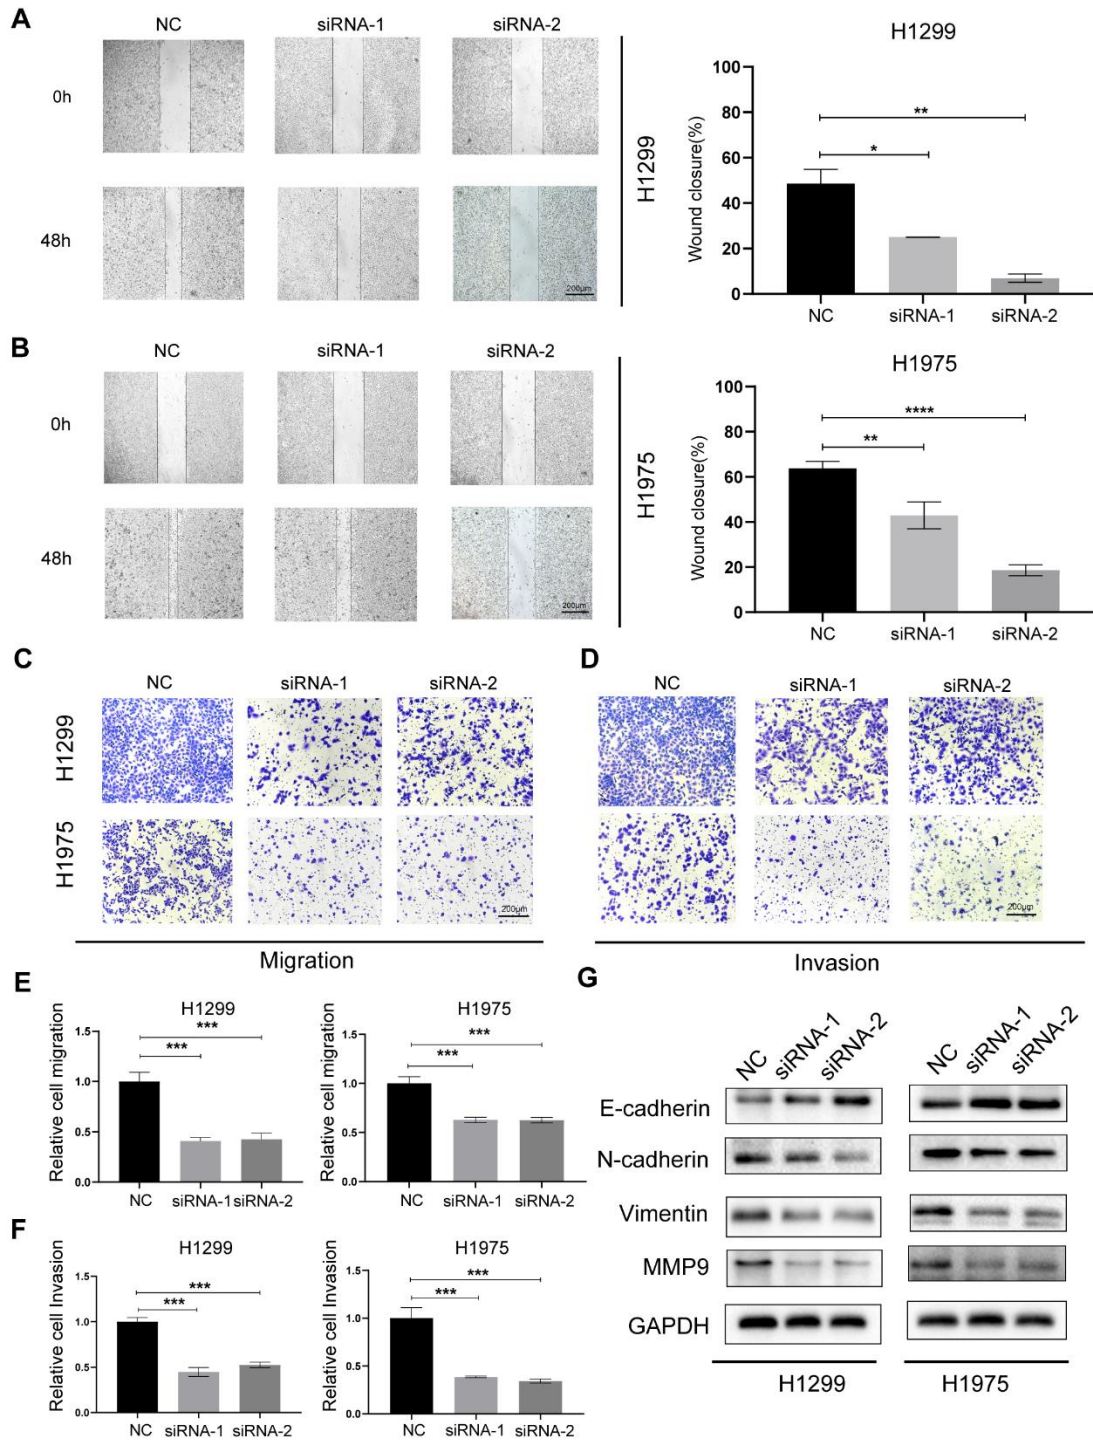 A
NC
siRNA-1
siRNA-2
0h
48h
200μm
H1299
H1299
Wound closure(%)
100
80
60
40
20
0
**
*
NC
siRNA-1
siRNA-2
B
NC
siRNA-1
siRNA-2
0h
48h
200μm
H1975
H1975
Wound closure(%)
100
80
60
40
20
0
****
**
NC
siRNA-1
siRNA-2
C
NC
siRNA-1
siRNA-2
H1299
H1975
200μm
Migration
D
NC
siRNA-1
siRNA-2
200μm
Invasion
E
H1299
Relative cell migration
1.5
1.0
0.5
0.0
***
***
NC
siRNA-1
siRNA-2
H1975
Relative cell migration
1.5
1.0
0.5
0.0
***
***
NC
siRNA-1
siRNA-2
F
H1299
Relative cell Invasion
1.5
1.0
0.5
0.0
***
***
NC
siRNA-1
siRNA-2
H1975
Relative cell Invasion
1.5
1.0
0.5
0.0
***
***
NC
siRNA-1
siRNA-2
G
NC
siRNA-1
siRNA-2
NC
siRNA-1
siRNA-2
E-cadherin
N-cadherin
Vimentin
MMP9
GAPDH
H1299
H1975